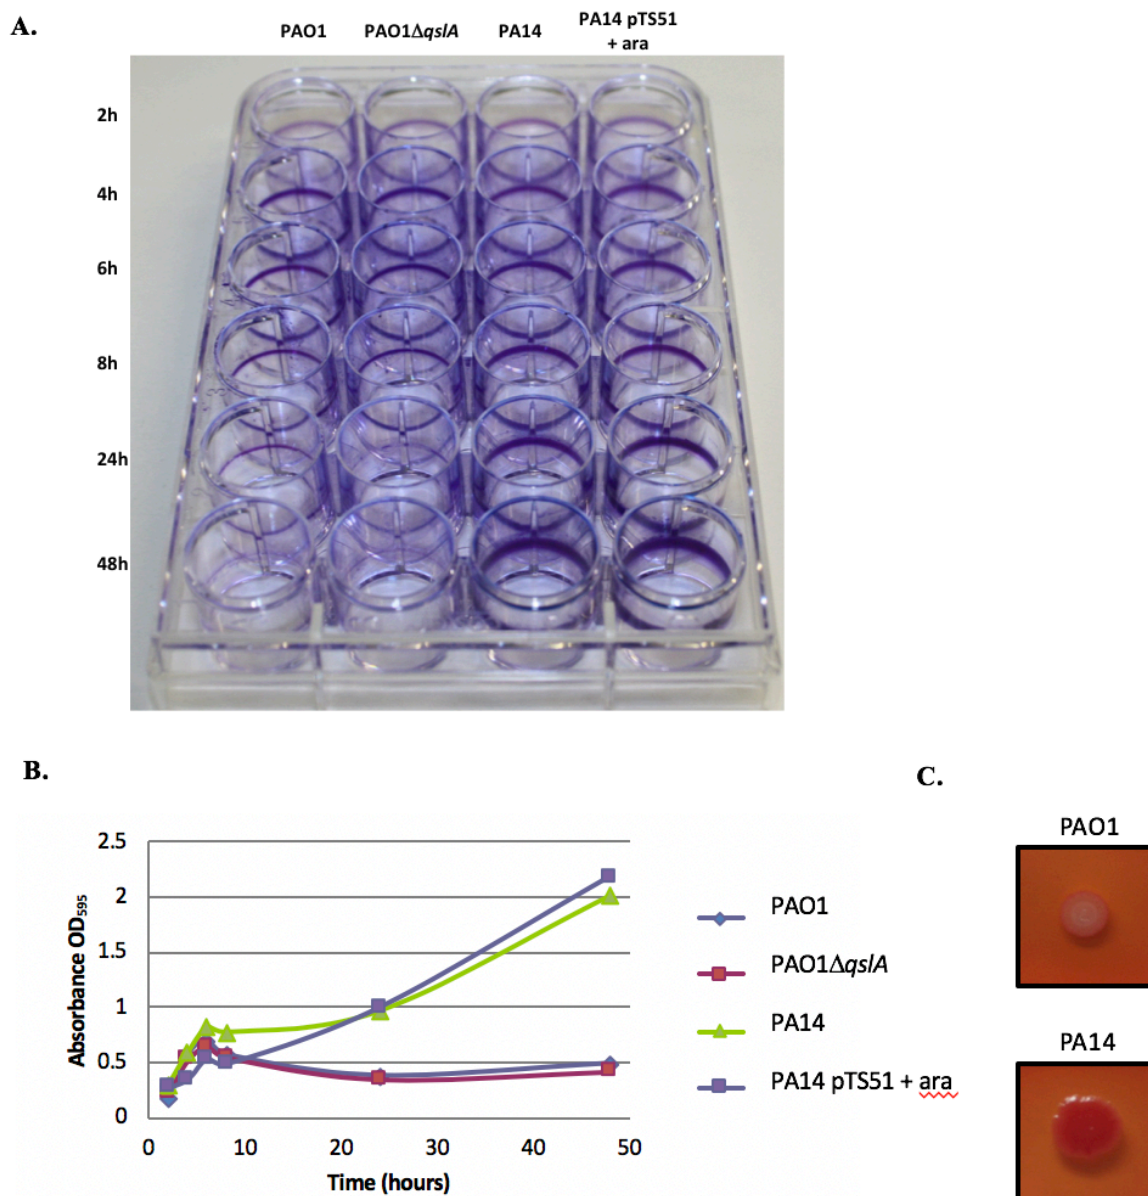 A.
PAO1 PAO1ΔqslA PA14 PA14 pTS51
+ ara
2h
4h
6h
8h
24h
48h
B.
2.5
2
1.5
1
0.5
0
Absorbance OD₅₉₅
0 10 20 30 40 50
Time (hours)
PAO1
PAO1ΔqslA
PA14
PA14 pTS51 + ara
C.
PAO1
PA14